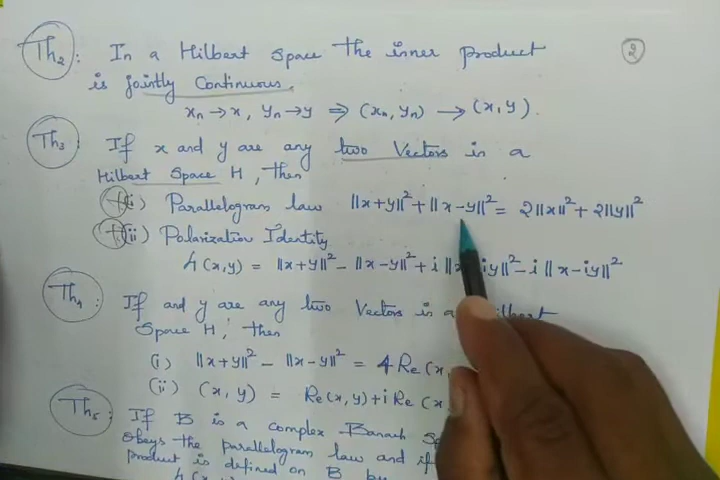 Th2: In a Hilbert Space the inner product
2
is jointly Continuous.
xn → x, yn → y ⇒ (xn, yn) → (x, y).
Th3: If x and y are any two Vectors in a
Hilbert Space H, then
(i) Parallelogram law ||x+y||² + ||x-y||² = 2||x||² + 2||y||²
(ii) Polarization Identity
4(x,y) = ||x+y||² - ||x-y||² + i ||x iy||² - i ||x-iy||²
Th4: If and y are any two Vectors in a
Space H, then
(i) ||x+y||² - ||x-y||² = 4 Re (x,
(ii) (x, y) = Re(x,y) + i Re (x
Th5: If B is a complex Banach
obeys the parallelogram law and if
product is defined on B by